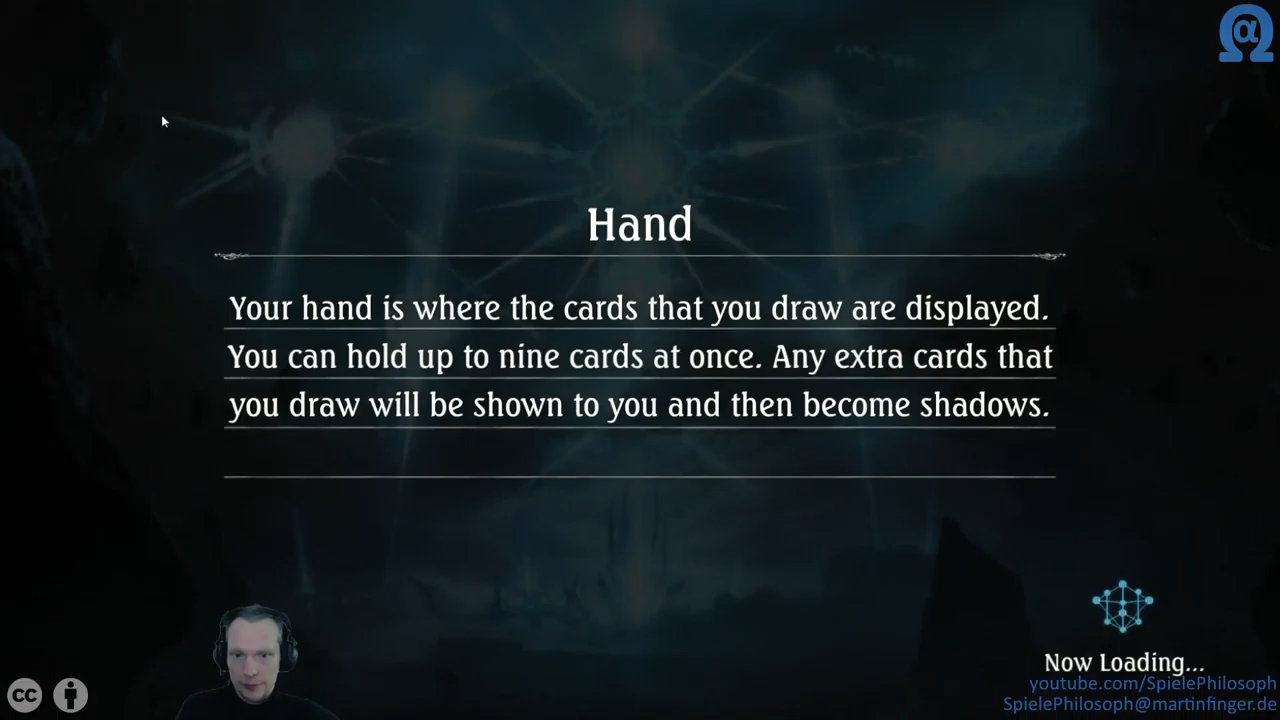 Hand
Your hand is where the cards that you draw are displayed.
You can hold up to nine cards at once. Any extra cards that
you draw will be shown to you and then become shadows.
Now Loading...
youtube.com/SpielePhilosoph
SpielePhilosoph@martinfinger.de
cc